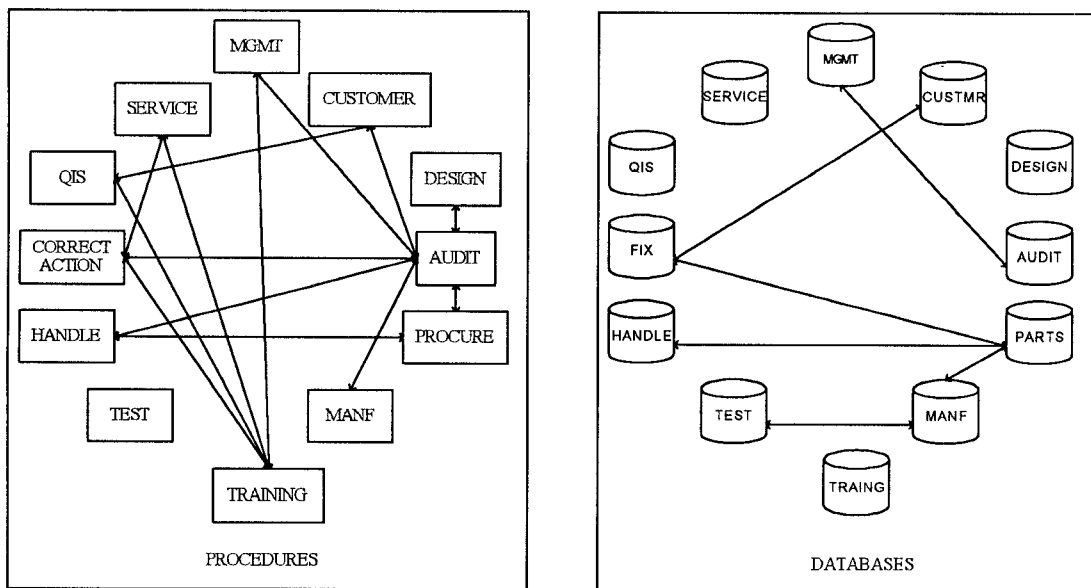 MGMT
CUSTOMER
SERVICE
QIS
DESIGN
CORRECT
ACTION
AUDIT
HANDLE
PROCURE
TEST
MANF
TRAINING
PROCEDURES
MGMT
SERVICE
CUSTMR
QIS
DESIGN
FIX
AUDIT
HANDLE
PARTS
TEST
MANF
TRAING
DATABASES